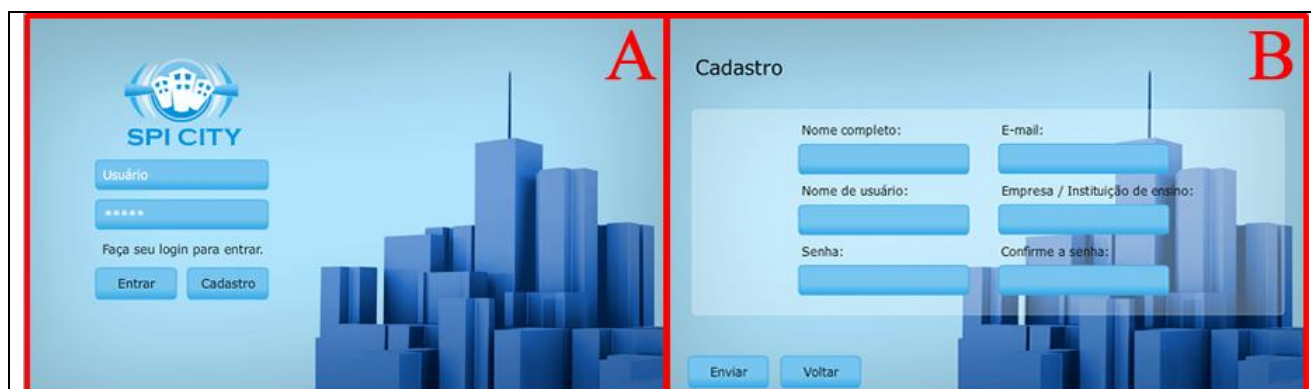 A
SPI CITY
Usuário
*****
Faça seu login para entrar.
Entrar Cadastro
B
Cadastro
Nome completo: E-mail:
Nome de usuário: Empresa / Instituição de ensino:
Senha: Confirme a senha:
Enviar Voltar